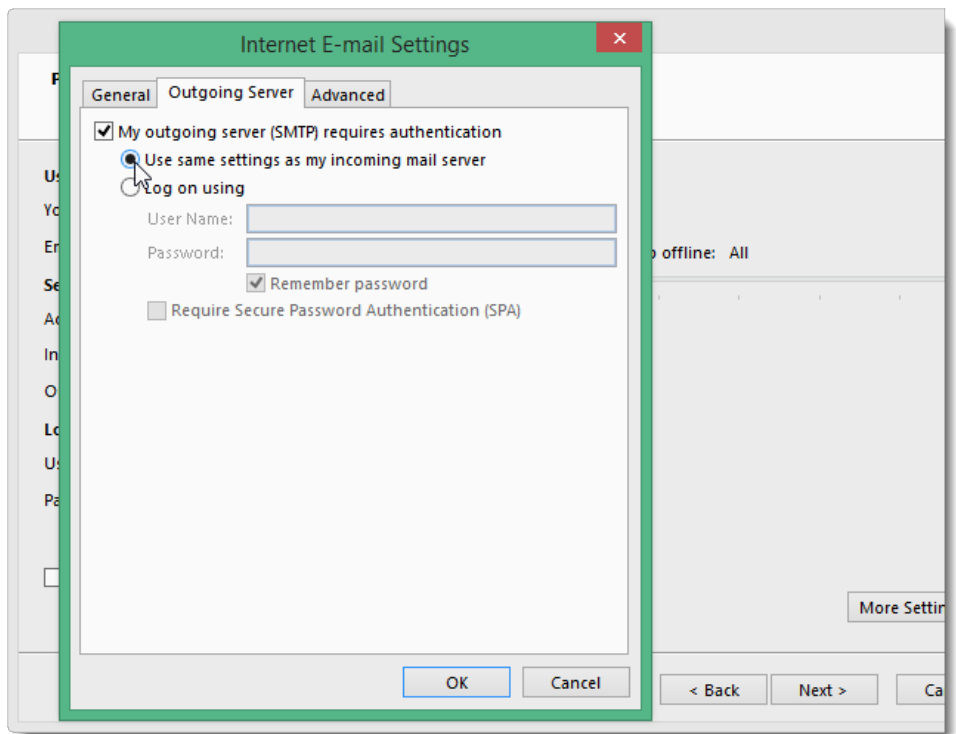 Internet E-mail Settings
General Outgoing Server Advanced
My outgoing server (SMTP) requires authentication
Use same settings as my incoming mail server
Log on using
User Name:
Password:
Remember password
Require Secure Password Authentication (SPA)
OK Cancel
offline: All
< Back Next >